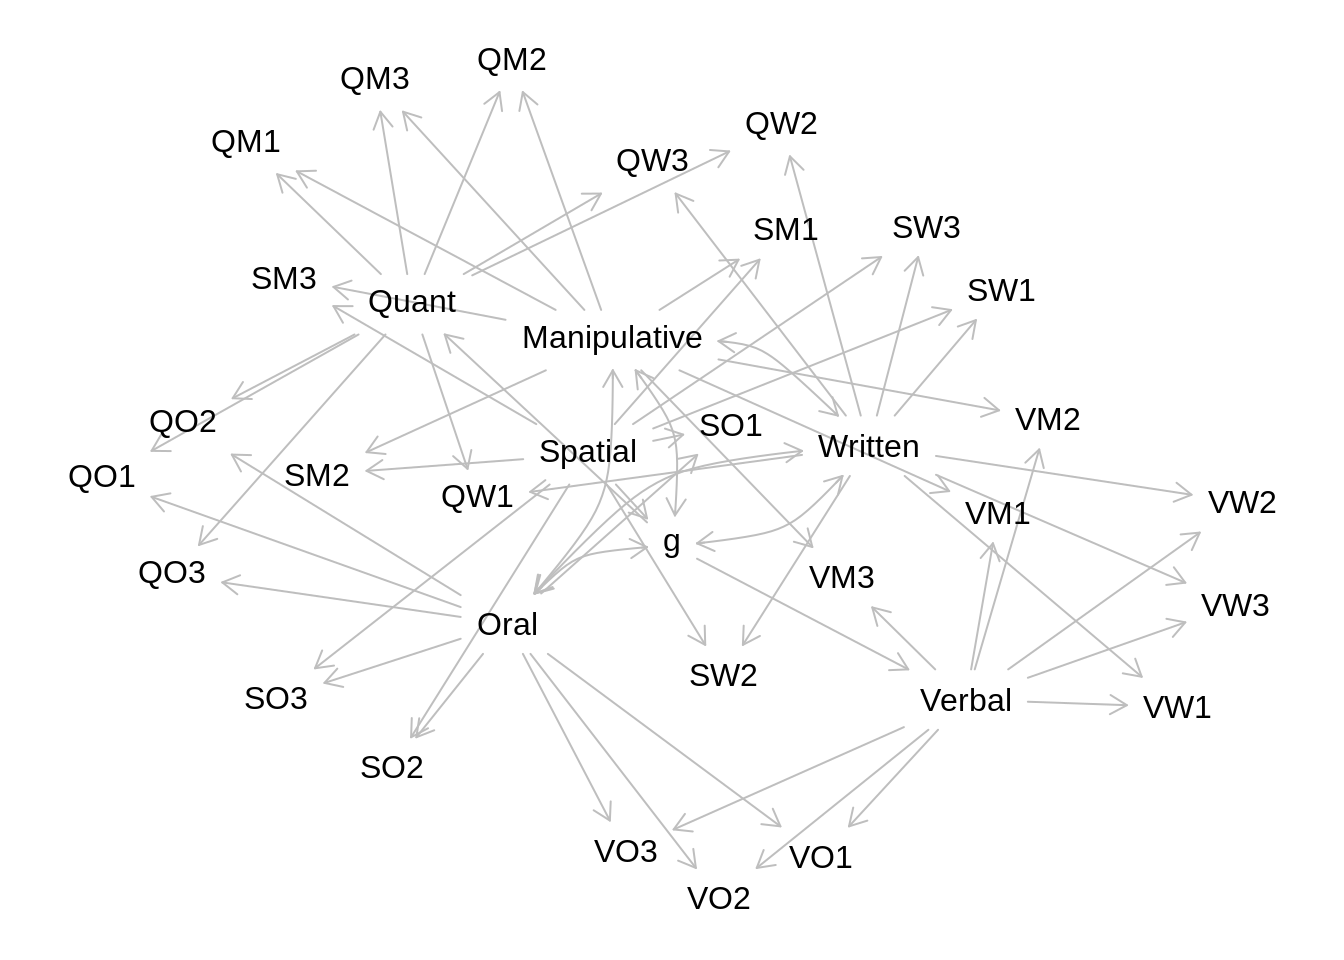 QM2
QM3
QW2
QM1
QW3
SW3
SM1
SM3
SW1
Quant
Manipulative
VM2
QO2
SO1
Written
Spatial
QO1
SM2
QW1
VW2
VM1
g
QO3
VM3
VW3
Oral
SW2
SO3
Verbal
VW1
SO2
VO3
VO1
VO2